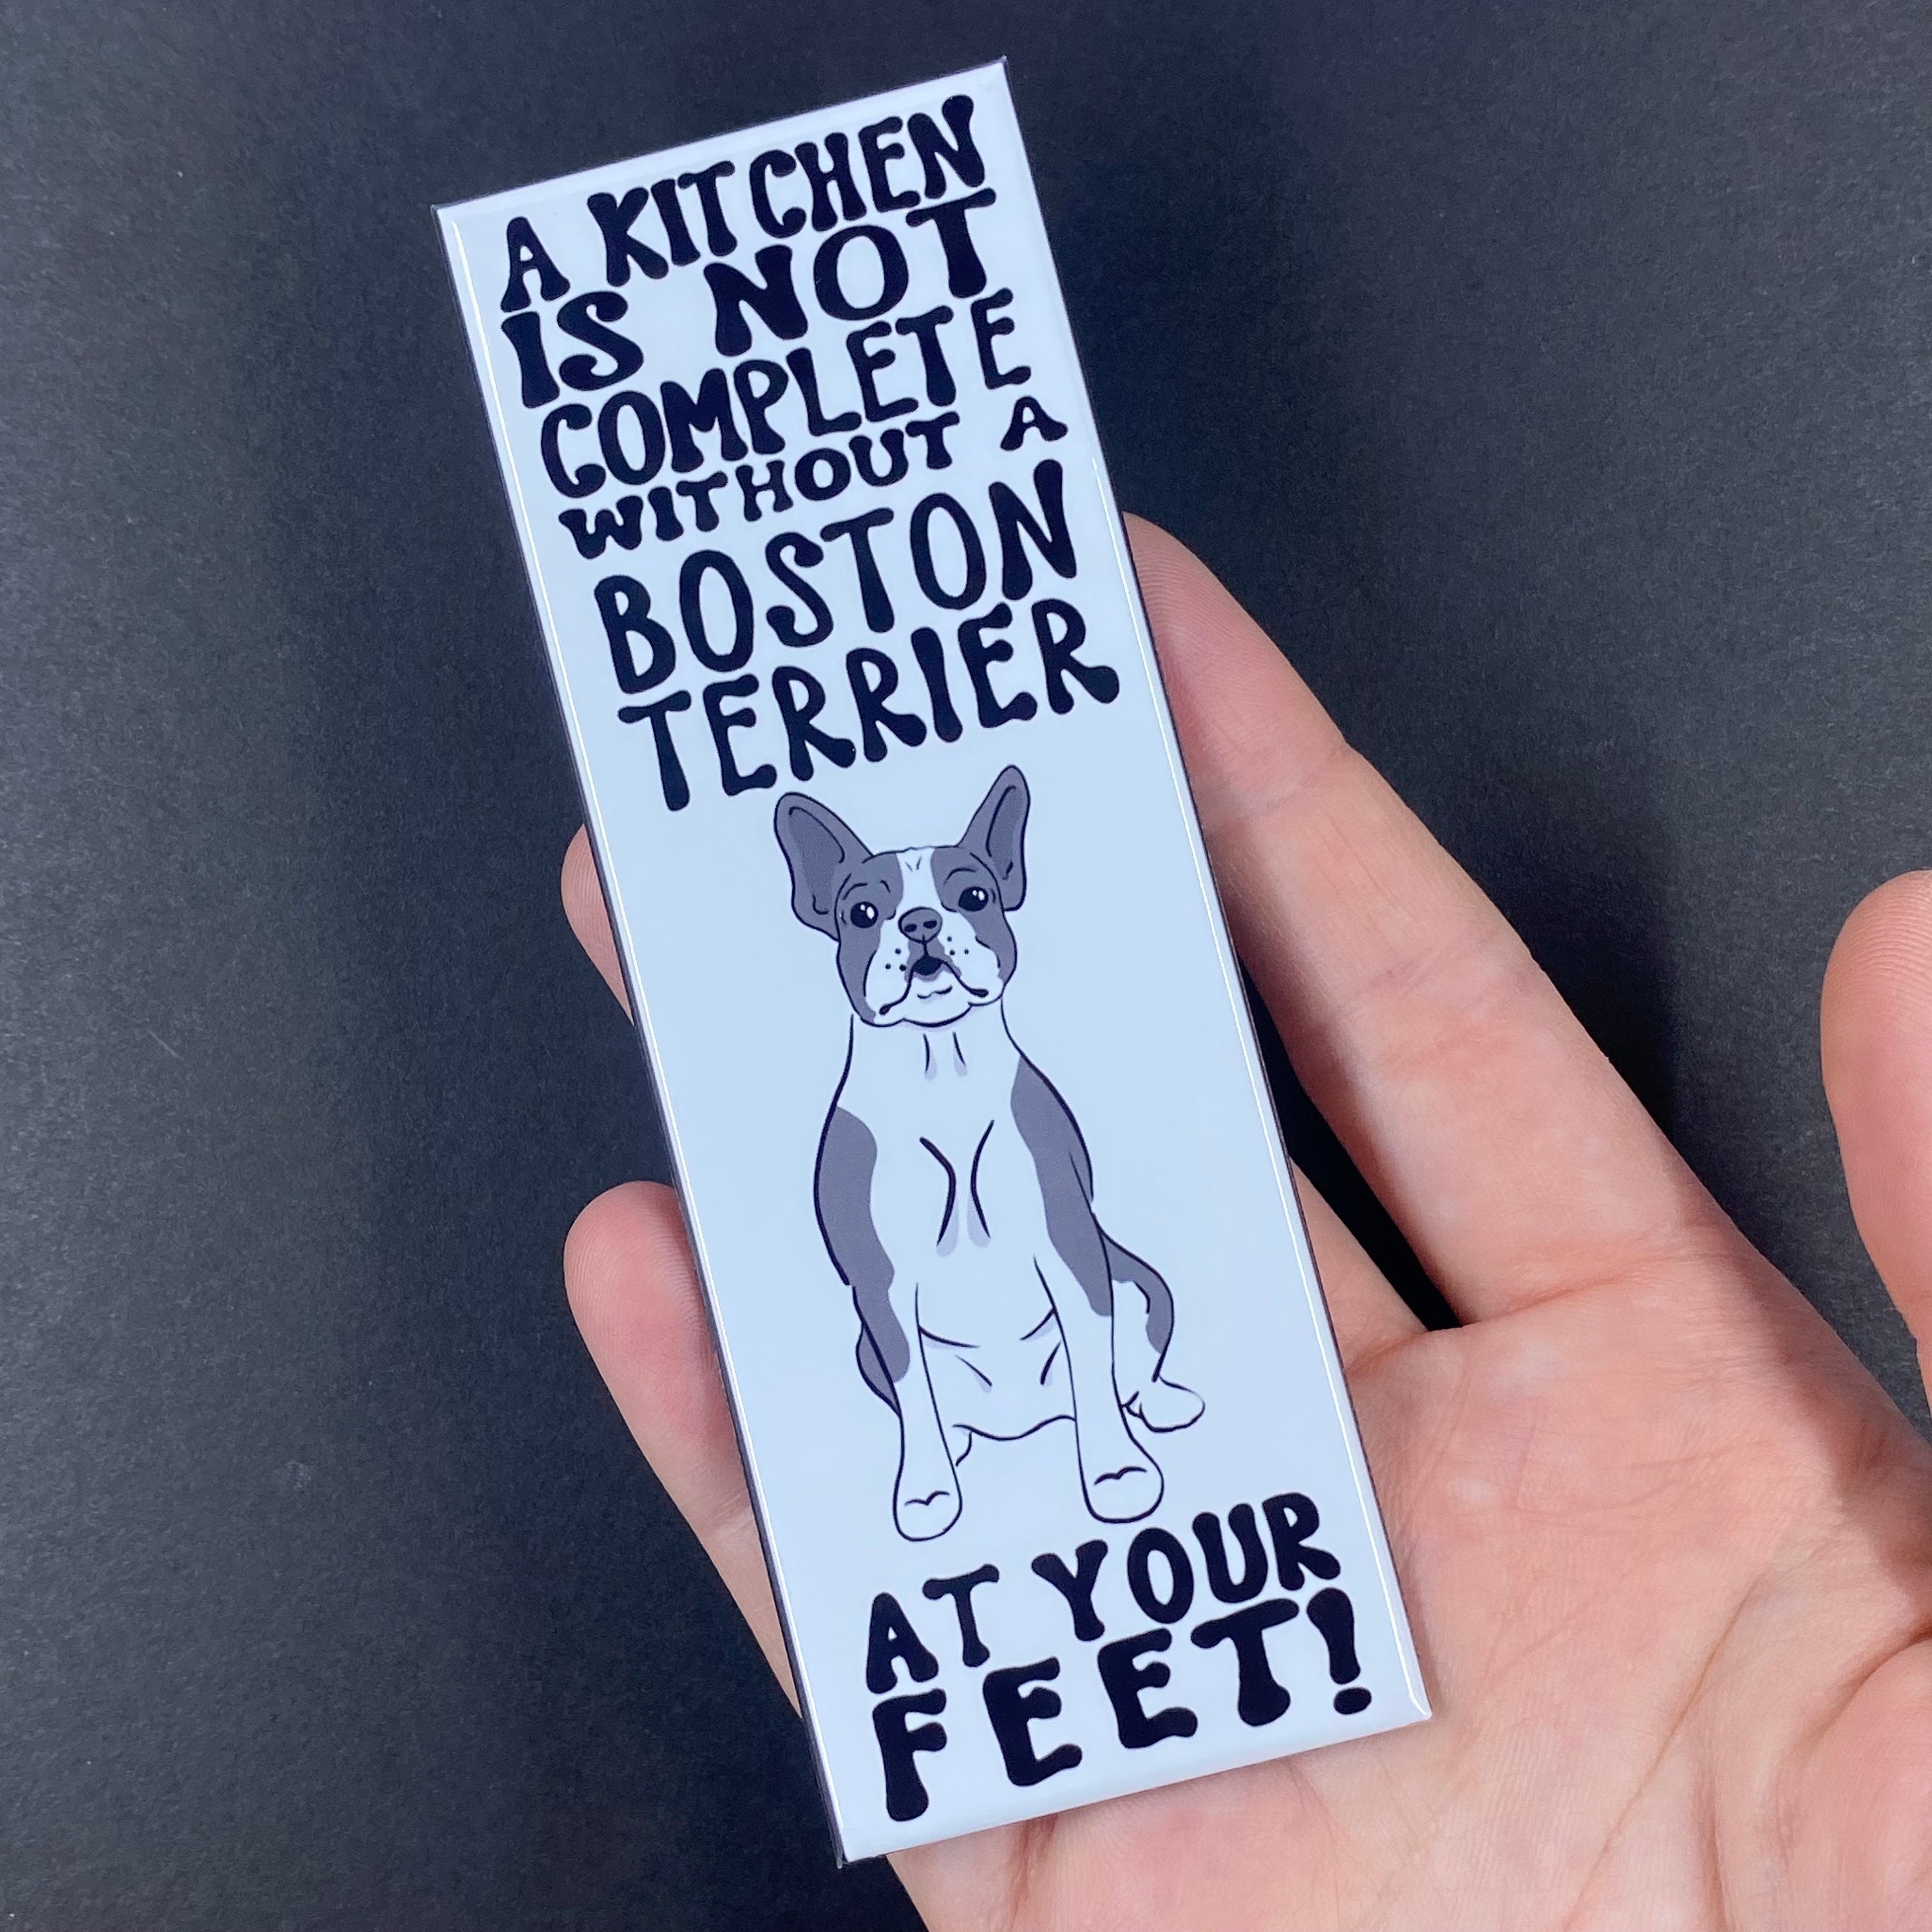 A KITCHEN
IS NOT
COMPLETE
WITHOUT A
BOSTON
TERRIER
AT YOUR
FEET!